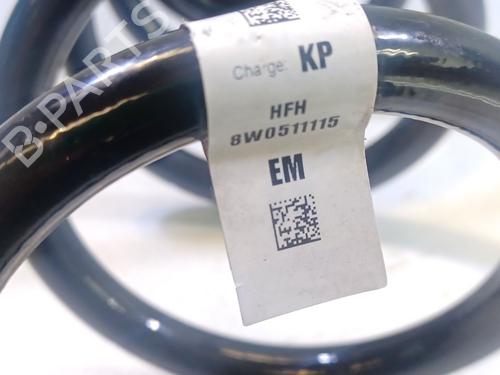 Charge: KP
HFH
8W0511115
EM
B-PARTS